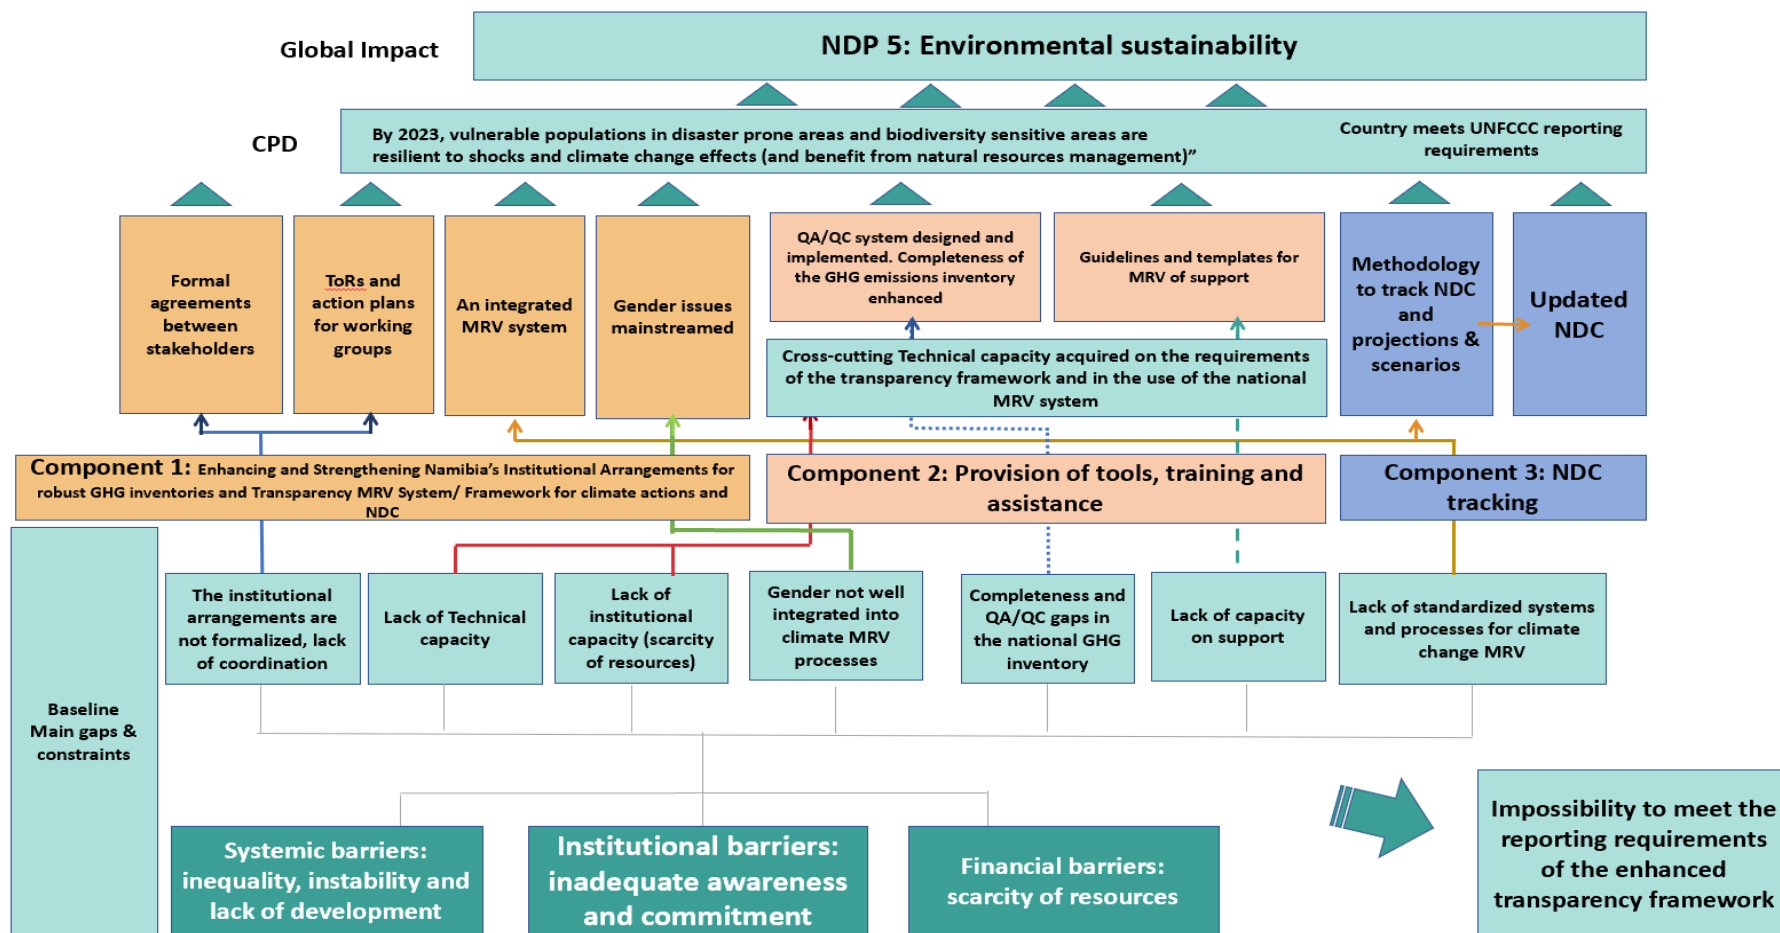 Global Impact
NDP 5: Environmental sustainability
CPD
By 2023, vulnerable populations in disaster prone areas and biodiversity sensitive areas are
resilient to shocks and climate change effects (and benefit from natural resources management)”
Country meets UNFCCC reporting
requirements
Formal
agreements
between
stakeholders
ToRs and
action plans
for working
groups
An integrated
MRV system
Gender issues
mainstreamed
QA/QC system designed and
implemented. Completeness of
the GHG emissions inventory
enhanced
Guidelines and templates for
MRV of support
Methodology
to track NDC
and
projections &
scenarios
Updated
NDC
Cross-cutting Technical capacity acquired on the requirements
of the transparency framework and in the use of the national
MRV system
Component 1: Enhancing and Strengthening Namibia’s Institutional Arrangements for
robust GHG inventories and Transparency MRV System/ Framework for climate actions and
NDC
Component 2: Provision of tools, training and
assistance
Component 3: NDC
tracking
Baseline
Main gaps &
constraints
The institutional
arrangements are
not formalized, lack
of coordination
Lack of Technical
capacity
Lack of
institutional
capacity (scarcity
of resources)
Gender not well
integrated into
climate MRV
processes
Completeness and
QA/QC gaps in
the national GHG
inventory
Lack of capacity
on support
Lack of standardized systems
and processes for climate
change MRV
Systemic barriers:
inequality, instability and
lack of development
Institutional barriers:
inadequate awareness
and commitment
Financial barriers:
scarcity of resources
Impossibility to meet the
reporting requirements
of the enhanced
transparency framework